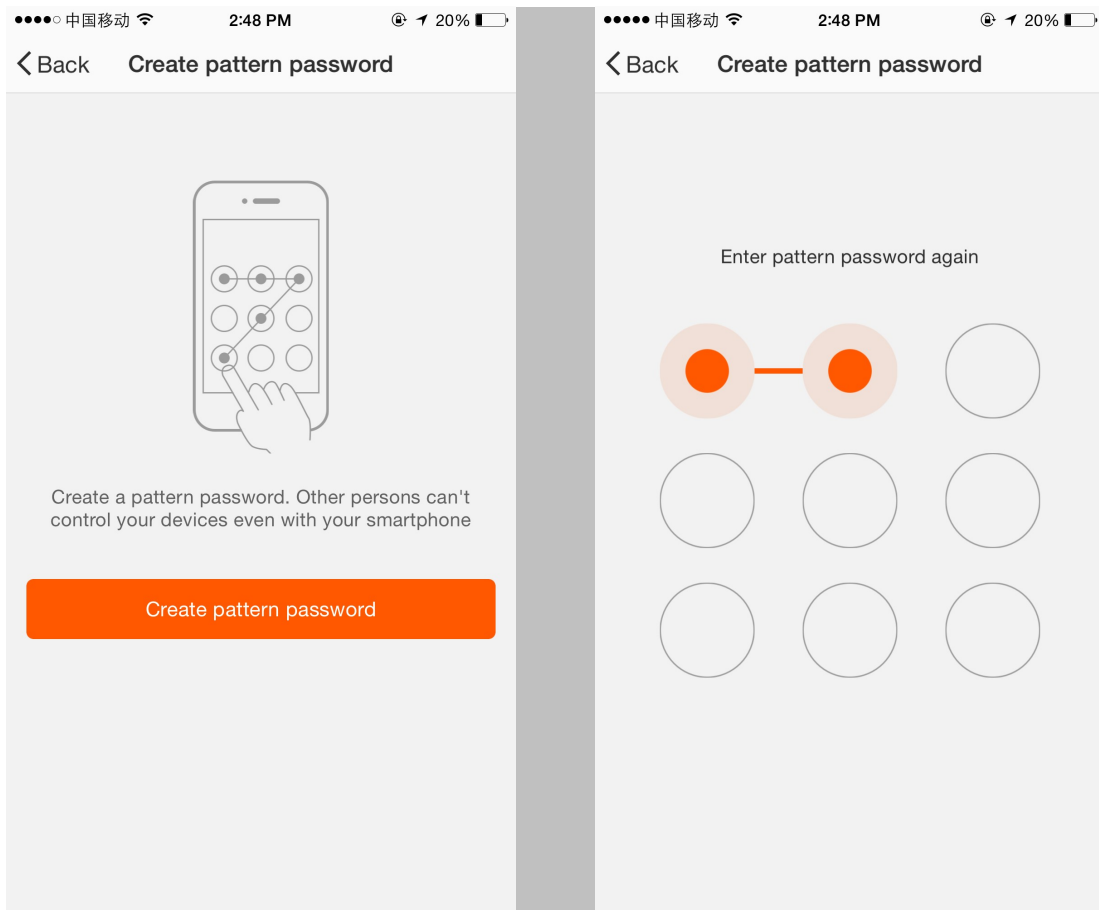 中国移动 2:48 PM 20%
Back Create pattern password
Create a pattern password. Other persons can't
control your devices even with your smartphone
Create pattern password
中国移动 2:48 PM 20%
Back Create pattern password
Enter pattern password again